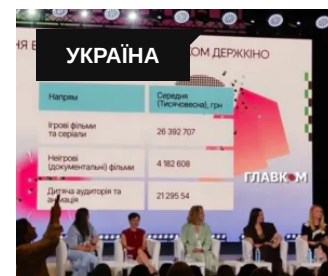 УКРАЇНА
КОМ ДЕРЖКІНО
Напрям
Середня
(Тисячовесна), грн
Ігрові фільми
та серіали
26 392 707
Неігрові
(документальні) фільми
4 182 608
ГЛАВКОМ
Дитяча аудиторія та
анімація
21 295 54